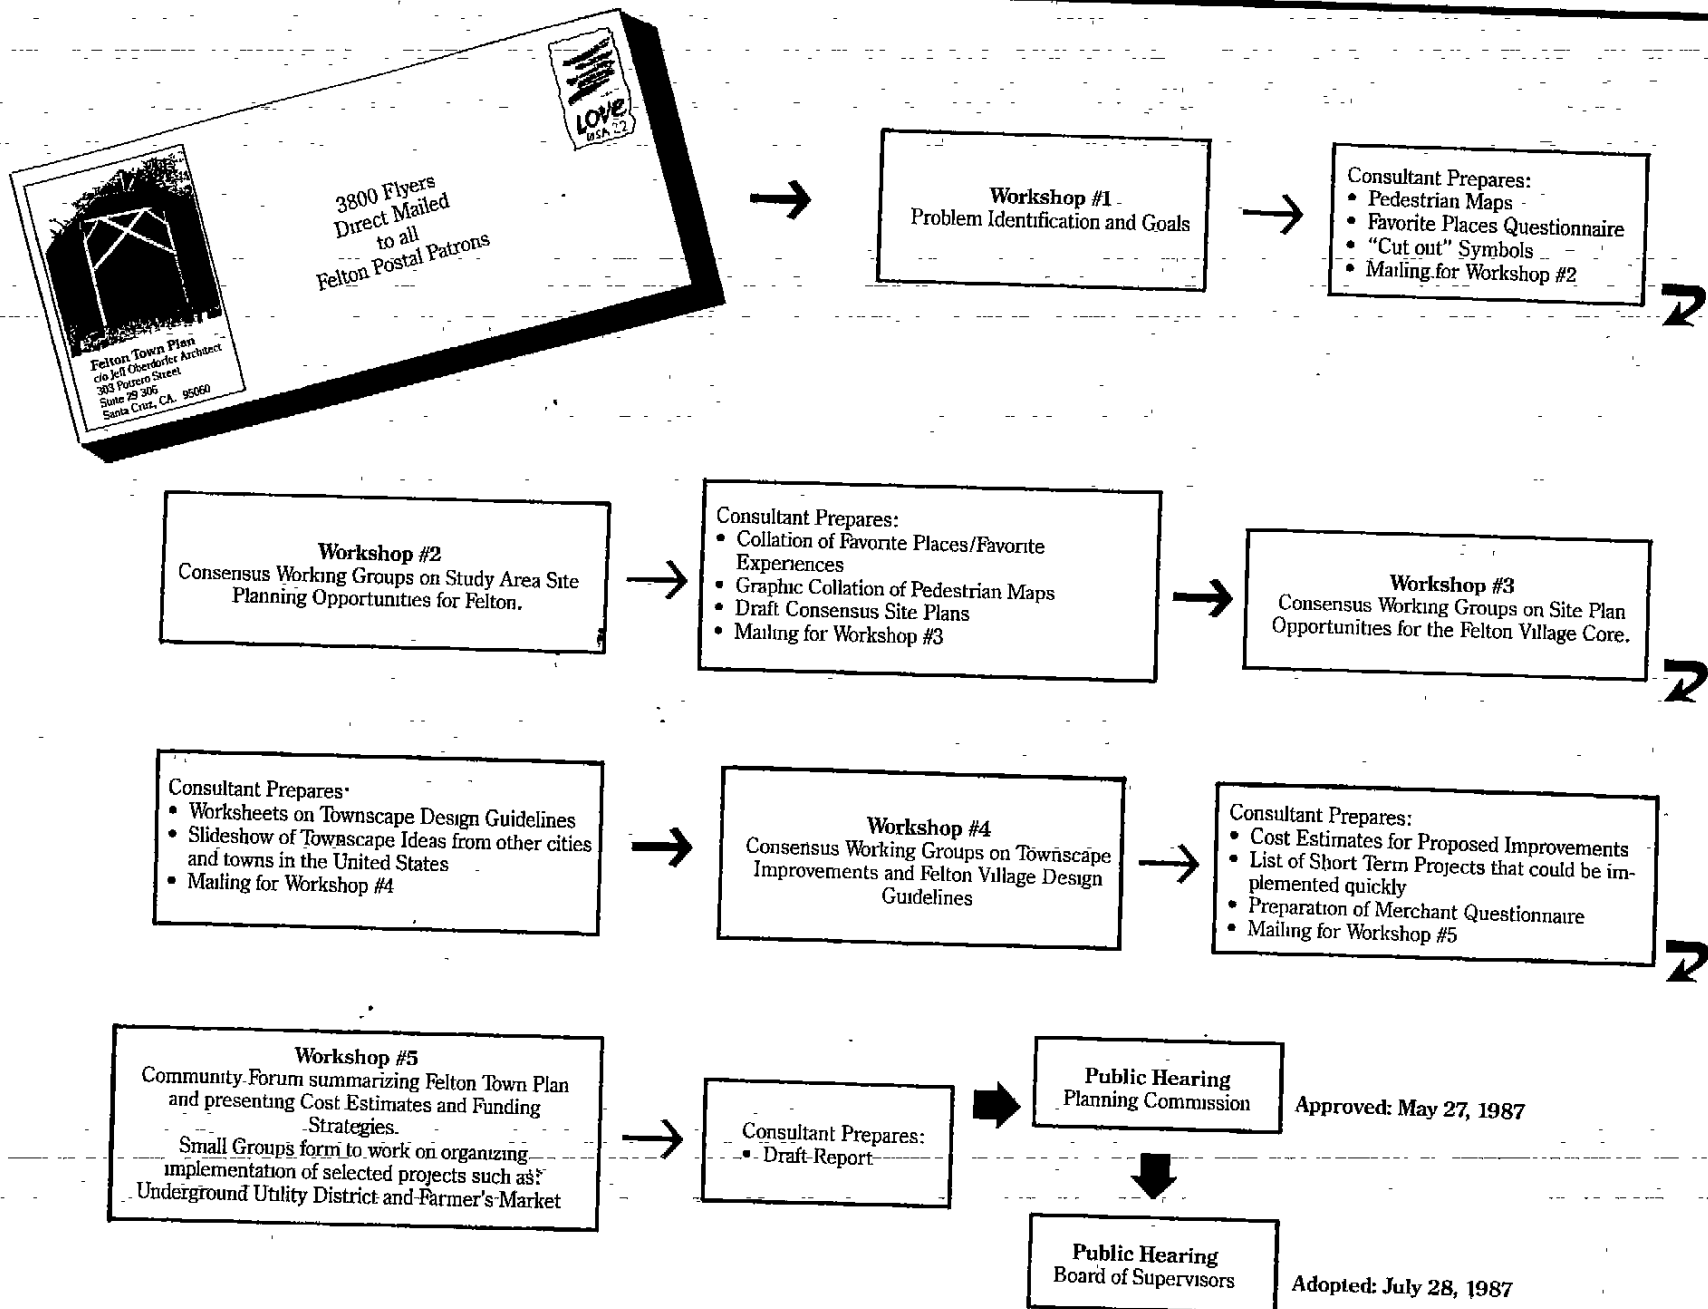 LOVE
USA 22
3800 Flyers
Direct Mailed
to all
Felton Postal Patrons
Felton Town Plan
c/o Jeff Oberdorfer Architect
303 Potrero Street
Suite 29 306
Santa Cruz, CA. 95060
Workshop #1
Problem Identification and Goals
Consultant Prepares:
• Pedestrian Maps
• Favorite Places Questionnaire
• "Cut out" Symbols
• Mailing for Workshop #2
Workshop #2
Consensus Working Groups on Study Area Site
Planning Opportunities for Felton.
Consultant Prepares:
• Collation of Favorite Places/Favorite
Experiences
• Graphic Collation of Pedestrian Maps
• Draft Consensus Site Plans
• Mailing for Workshop #3
Workshop #3
Consensus Working Groups on Site Plan
Opportunities for the Felton Village Core.
Consultant Prepares:
• Worksheets on Townscape Design Guidelines
• Slideshow of Townscape Ideas from other cities
and towns in the United States
• Mailing for Workshop #4
Workshop #4
Consensus Working Groups on Townscape
Improvements and Felton Village Design
Guidelines
Consultant Prepares:
• Cost Estimates for Proposed Improvements
• List of Short Term Projects that could be im-
plemented quickly
• Preparation of Merchant Questionnaire
• Mailing for Workshop #5
Workshop #5
Community Forum summarizing Felton Town Plan
and presenting Cost Estimates and Funding
Strategies.
Small Groups form to work on organizing
implementation of selected projects such as:
Underground Utility District and Farmer's Market
Consultant Prepares:
• Draft Report
Public Hearing
Planning Commission
Approved: May 27, 1987
Public Hearing
Board of Supervisors
Adopted: July 28, 1987